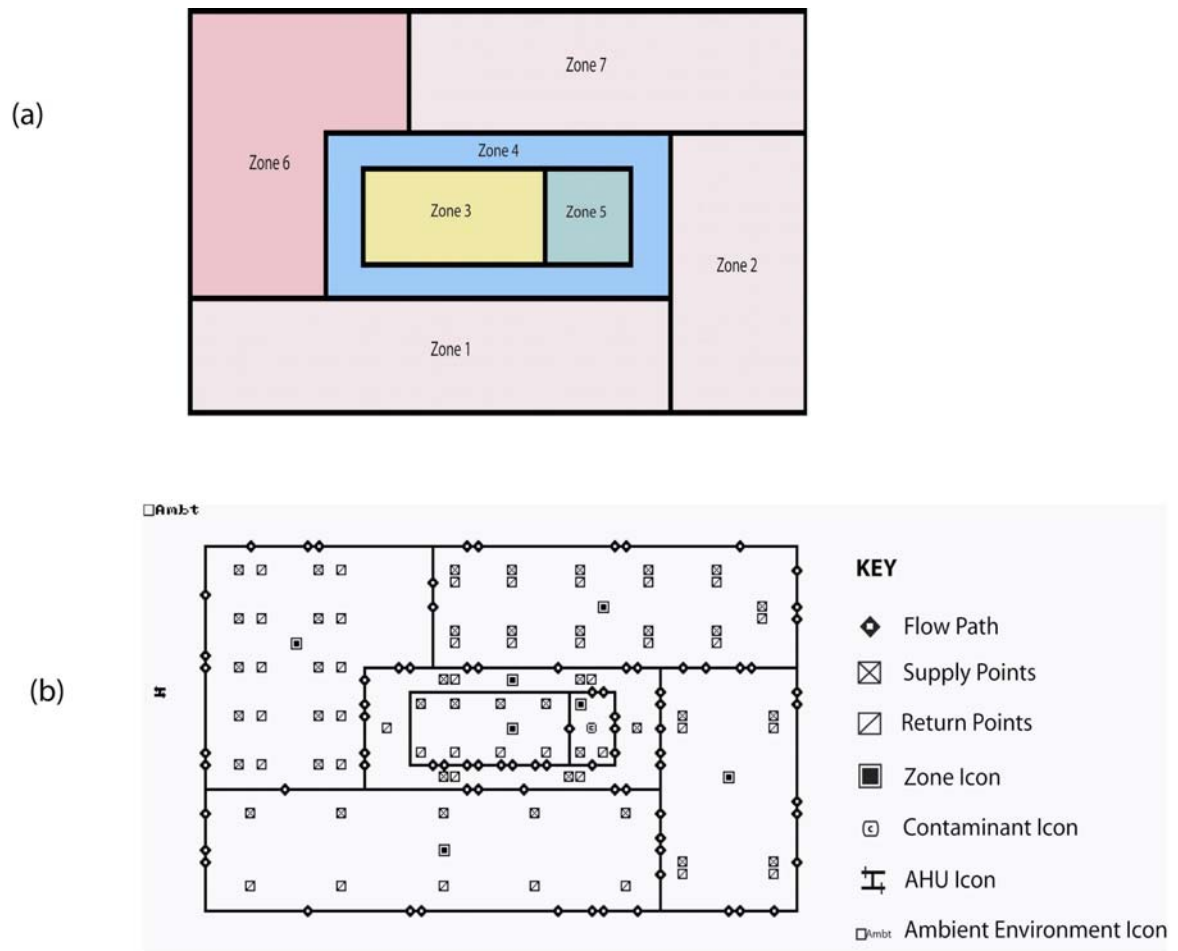 (a)
Zone 7
Zone 4
Zone 6
Zone 3
Zone 5
Zone 2
Zone 1
(b)
Ambt
KEY
Flow Path
Supply Points
Return Points
Zone Icon
c
c Contaminant Icon
AHU Icon
Ambt Ambient Environment Icon